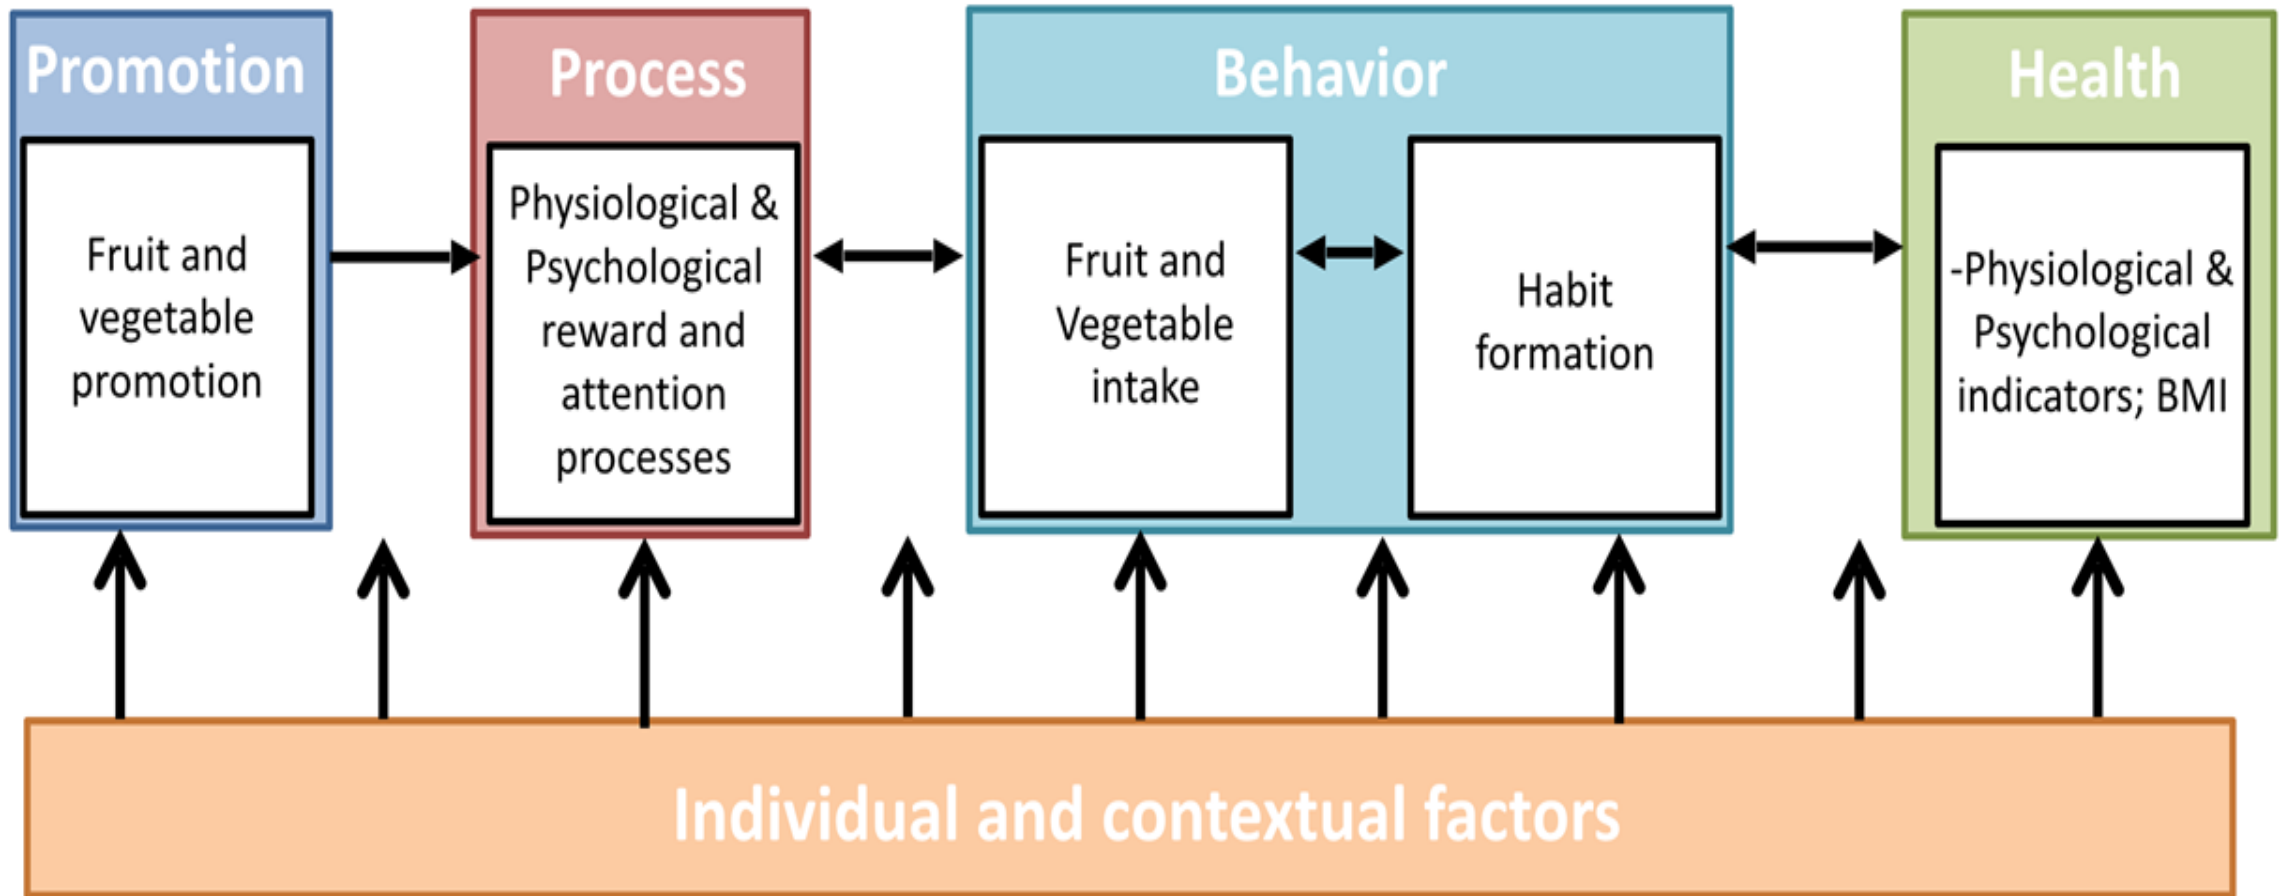 Promotion
Fruit and
vegetable
promotion
Process
Physiological &
Psychological
reward and
attention
processes
Behavior
Fruit and
Vegetable
intake
Habit
formation
Health
-Physiological &
Psychological
indicators; BMI
Individual and contextual factors